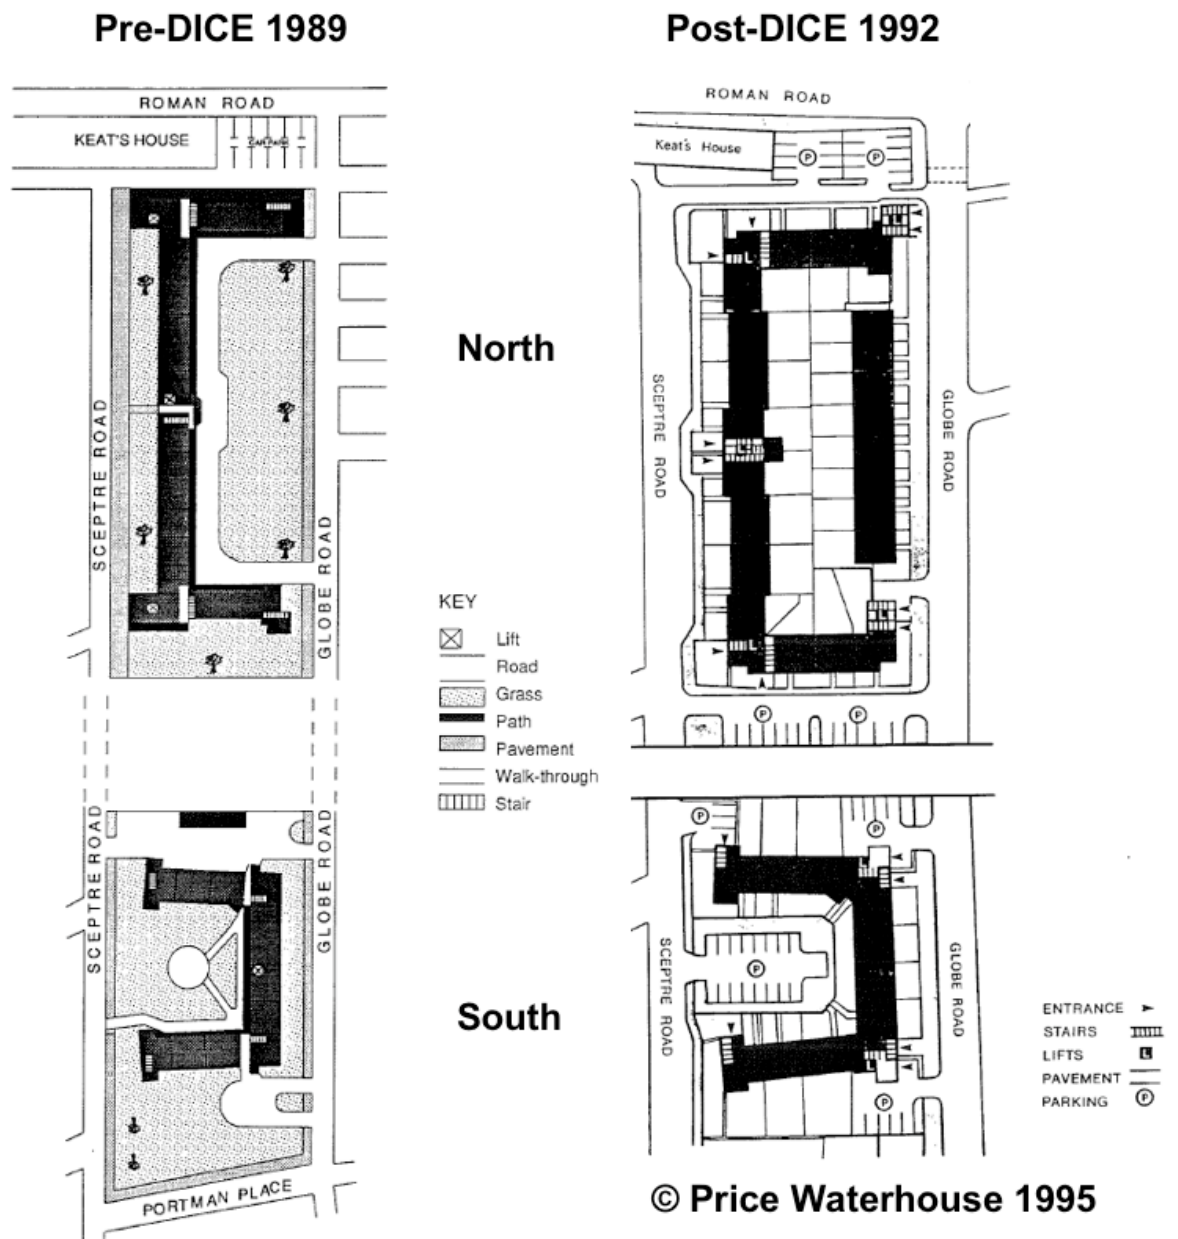 Pre-DICE 1989
ROMAN ROAD
KEAT'S HOUSE
CAR PARK
SCEPTRE ROAD
GLOBE ROAD
SCEPTRE ROAD
GLOBE ROAD
PORTMAN PLACE
North
KEY
Lift
Road
Grass
Path
Pavement
Walk-through
Stair
South
Post-DICE 1992
ROMAN ROAD
Keat's House
P
P
L
L
SCEPTRE ROAD
GLOBE ROAD
L
L
L
P
P
P
P
P
SCEPTRE ROAD
GLOBE ROAD
L
P
ENTRANCE
STAIRS
LIFTS L
PAVEMENT
PARKING P
© Price Waterhouse 1995